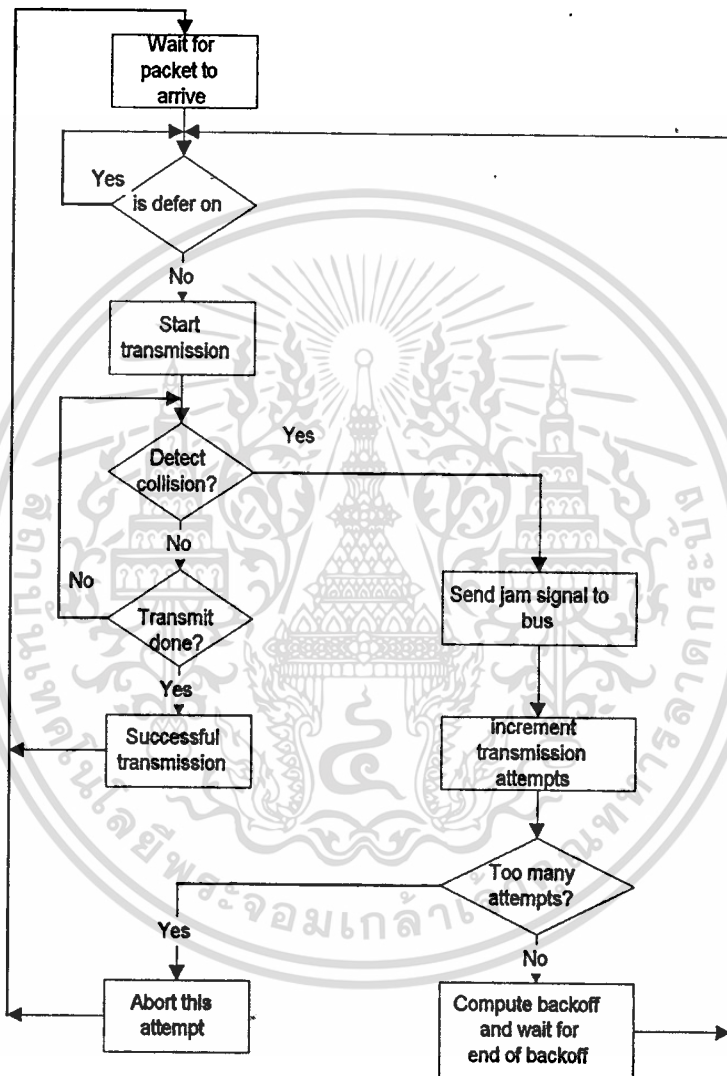 Wait for
packet to
arrive
Yes
is defer on
No
Start
transmission
Yes
Detect
collision?
No
No
Transmit
done?
Send jam signal to
bus
Yes
Successful
transmission
increment
transmission
attempts
Too many
attempts?
Yes
No
Abort this
attempt
Compute backoff
and wait for
end of backoff